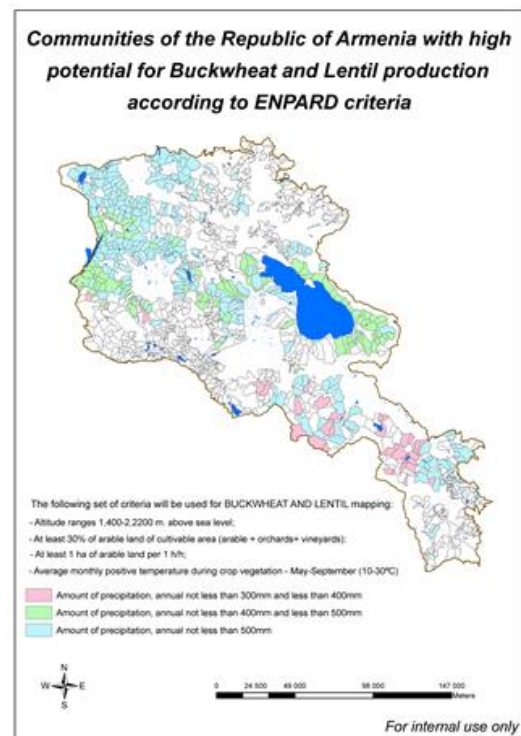 Communities of the Republic of Armenia with high
potential for Buckwheat and Lentil production
according to ENPARD criteria
The following set of criteria will be used for BUCKWHEAT AND LENTIL mapping:
- Altitude ranges 1,400-2,2200 m. above sea level;
- At least 30% of arable land of cultivable area (arable + orchards+ vineyards):
- At least 1 ha of arable land per 1 h/h;
- Average monthly positive temperature during crop vegetation - May-September (10-30ºC)
Amount of precipitation, annual not less than 300mm and less than 400mm
Amount of precipitation, annual not less than 400mm and less than 500mm
Amount of precipitation, annual not less than 500mm
N
W E
S
0 24 500 49 000 98 000 147 000
Meters
For internal use only